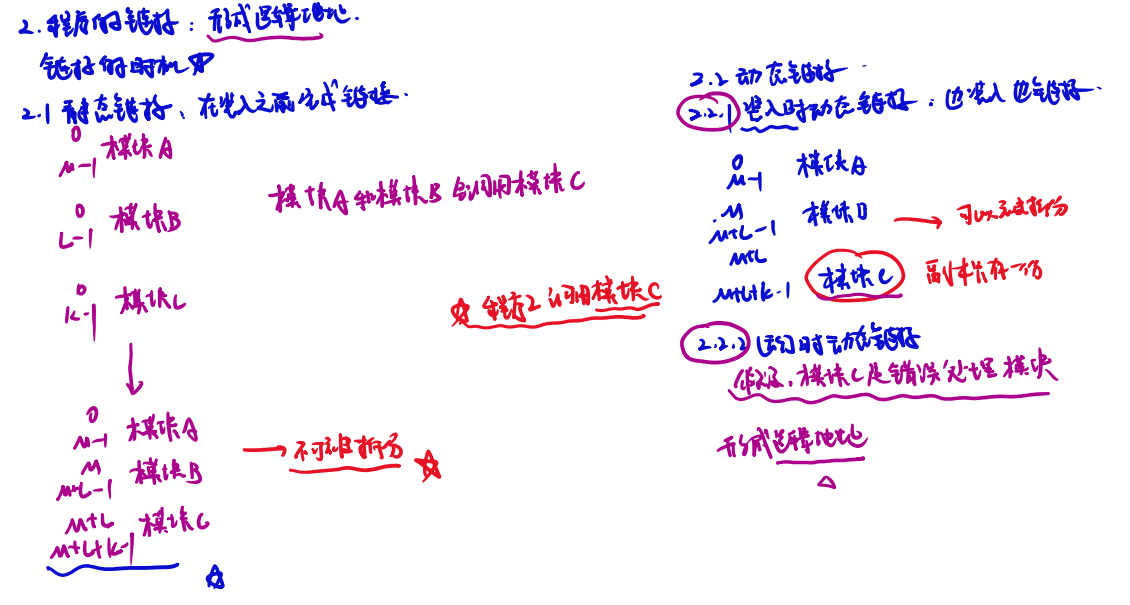 2.程序的链接：形成逻辑地址.
链接的时机
2.1 静态链接、在装入之前完成链接.
0
M-1 模块A
0
L-1 模块B
0
k-1 模块C
0
M-1 模块A
M
M+L-1 模块B
M+L
M+L+k-1 模块C
模块A和模块B会调用模块C
程序2调用模块C
不可以再拆分
2.2 动态链接
2.2.1 装入时动态链接：边装入边链接.
0
M-1 模块A
M
M+L-1 模块B
可以无法拆分
M+L
M+L+k-1 模块C
内存一份
2.2.2 运行时动态链接
假设.模块C是错误处理模块
形成逻辑地址